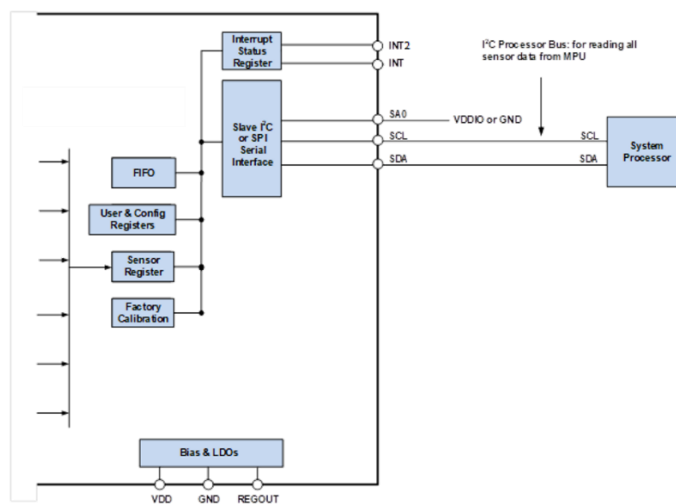 Interrupt
Status
Register
INT2
INT
I²C Processor Bus: for reading all
sensor data from MPU
Slave I²C
or SPI
Serial
Interface
SA0
VDDIO or GND
SCL
SCL
SDA
SDA
System
Processor
FIFO
User & Config
Registers
Sensor
Register
Factory
Calibration
Bias & LDOs
VDD
GND
REGOUT